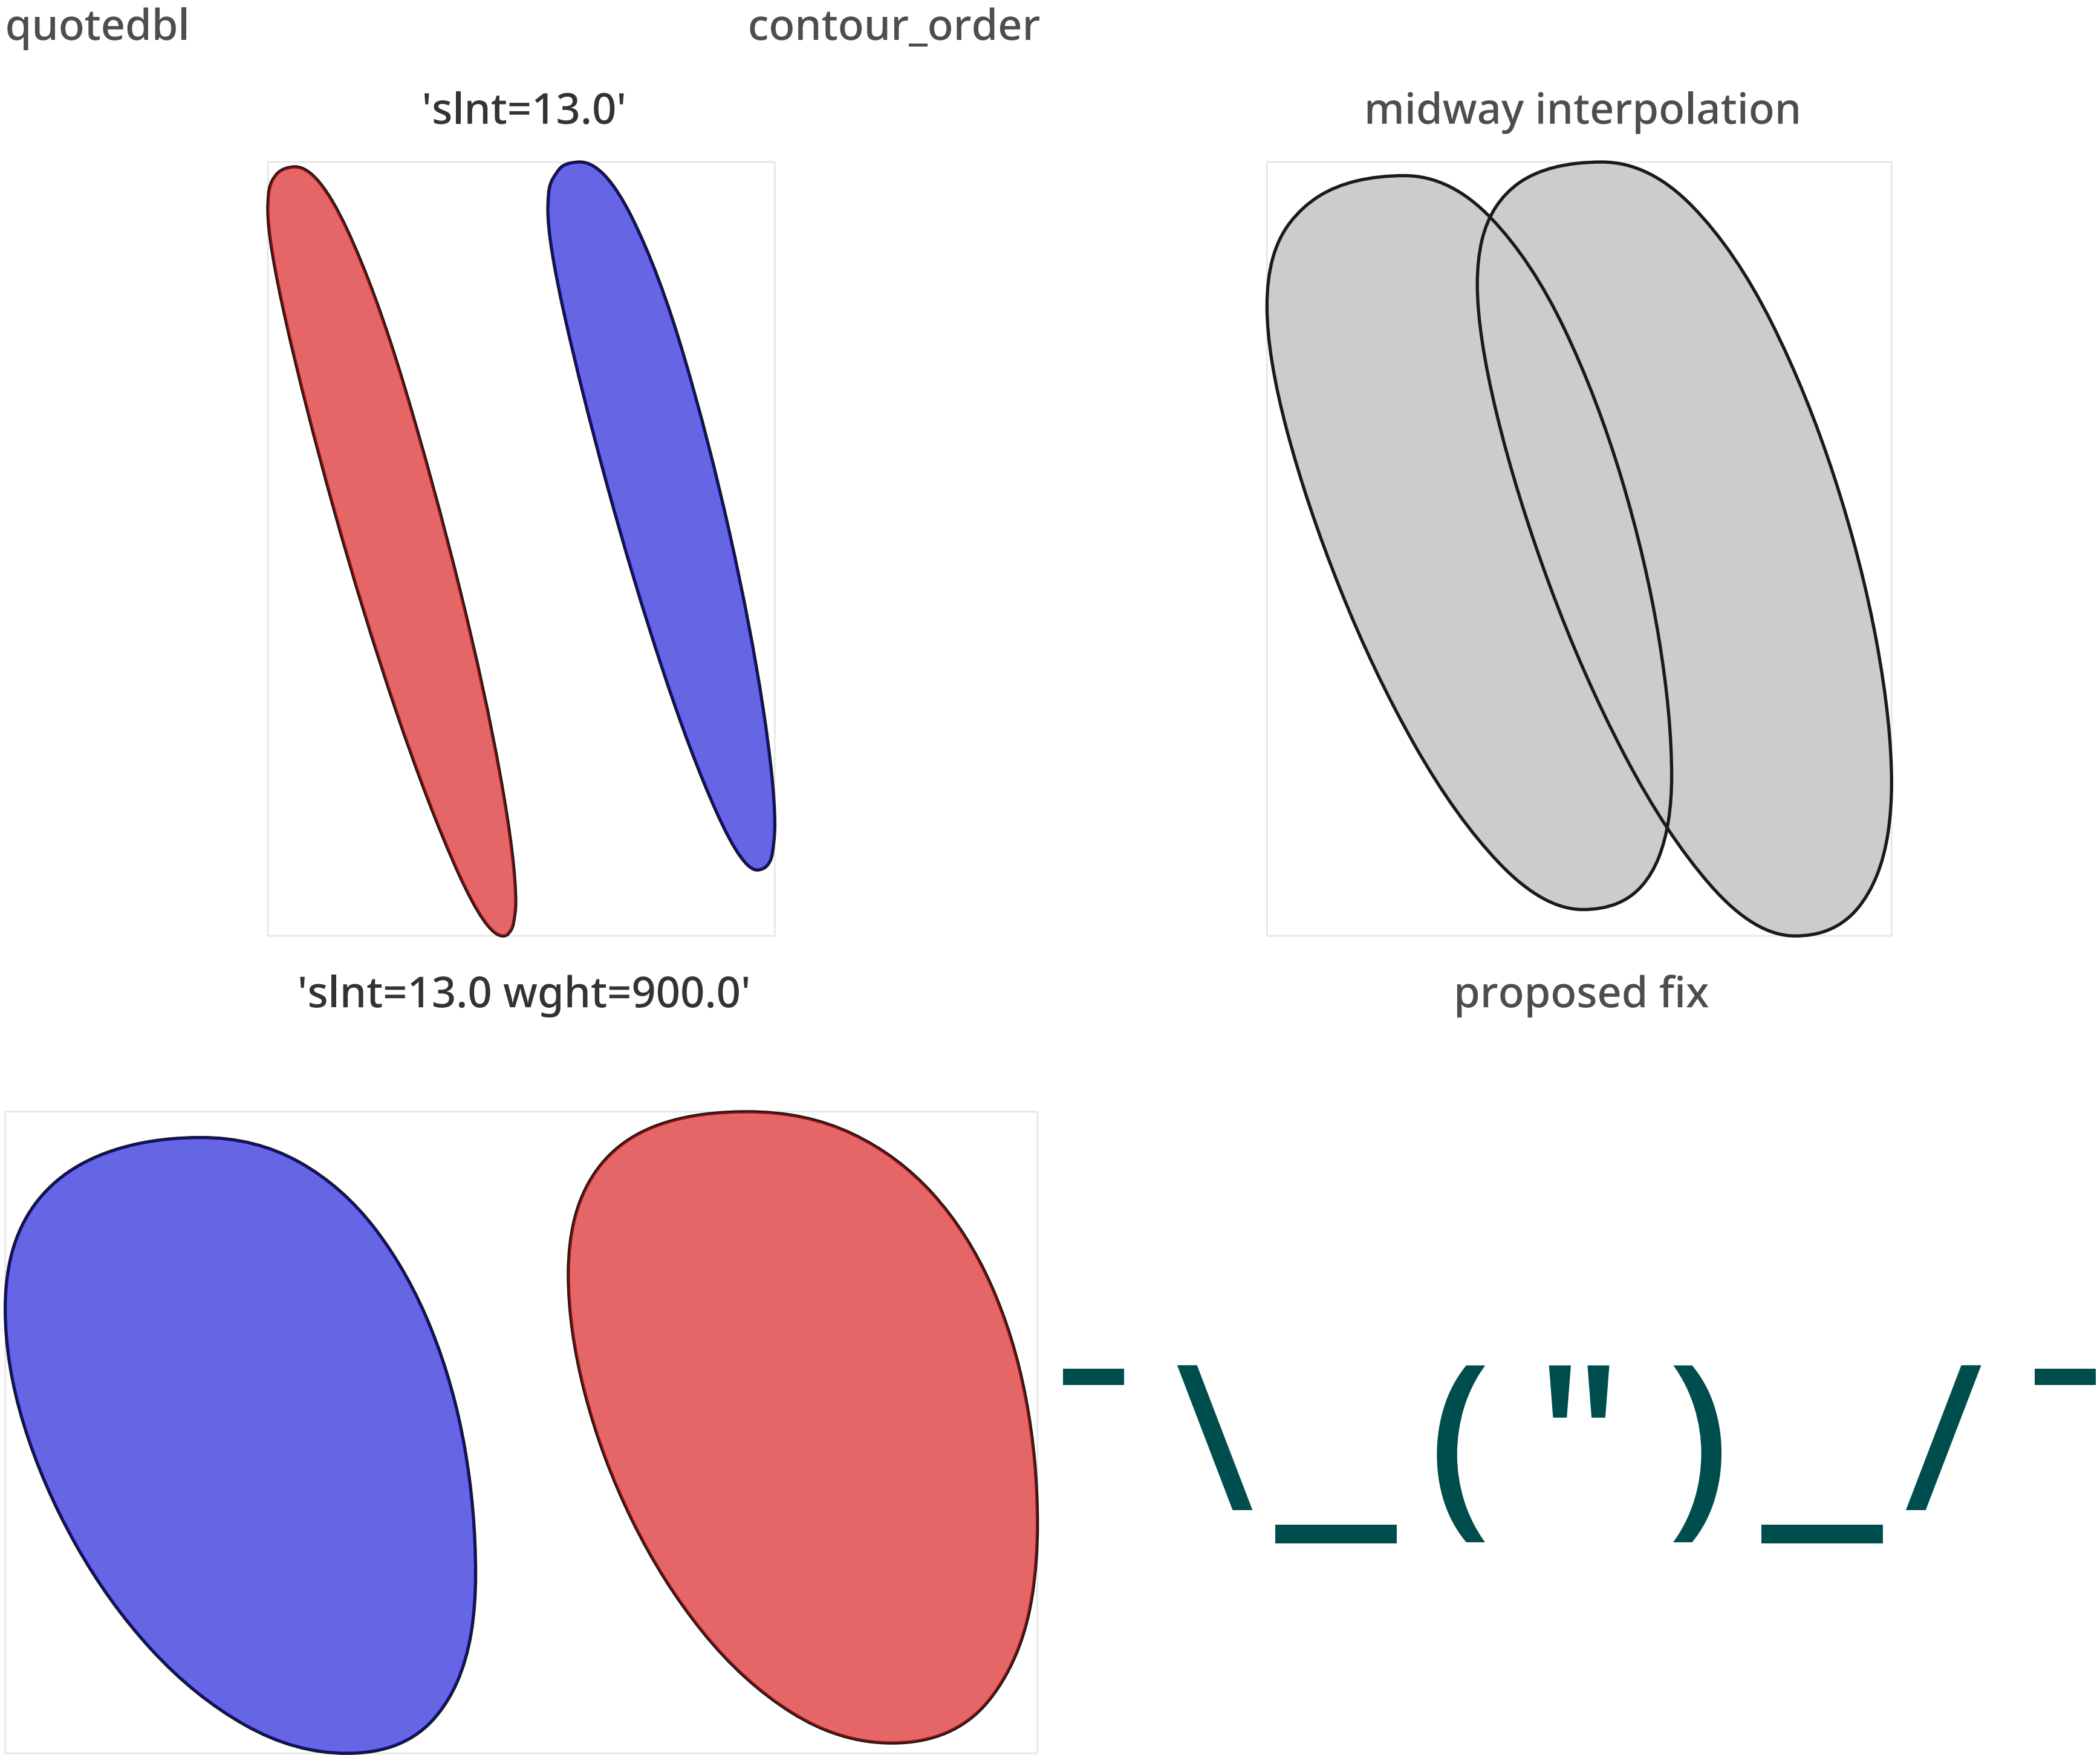 quotedbl contour_order
'slnt=13.0' midway interpolation
'slnt=13.0 wght=900.0' proposed fix
¯\_(")_/¯